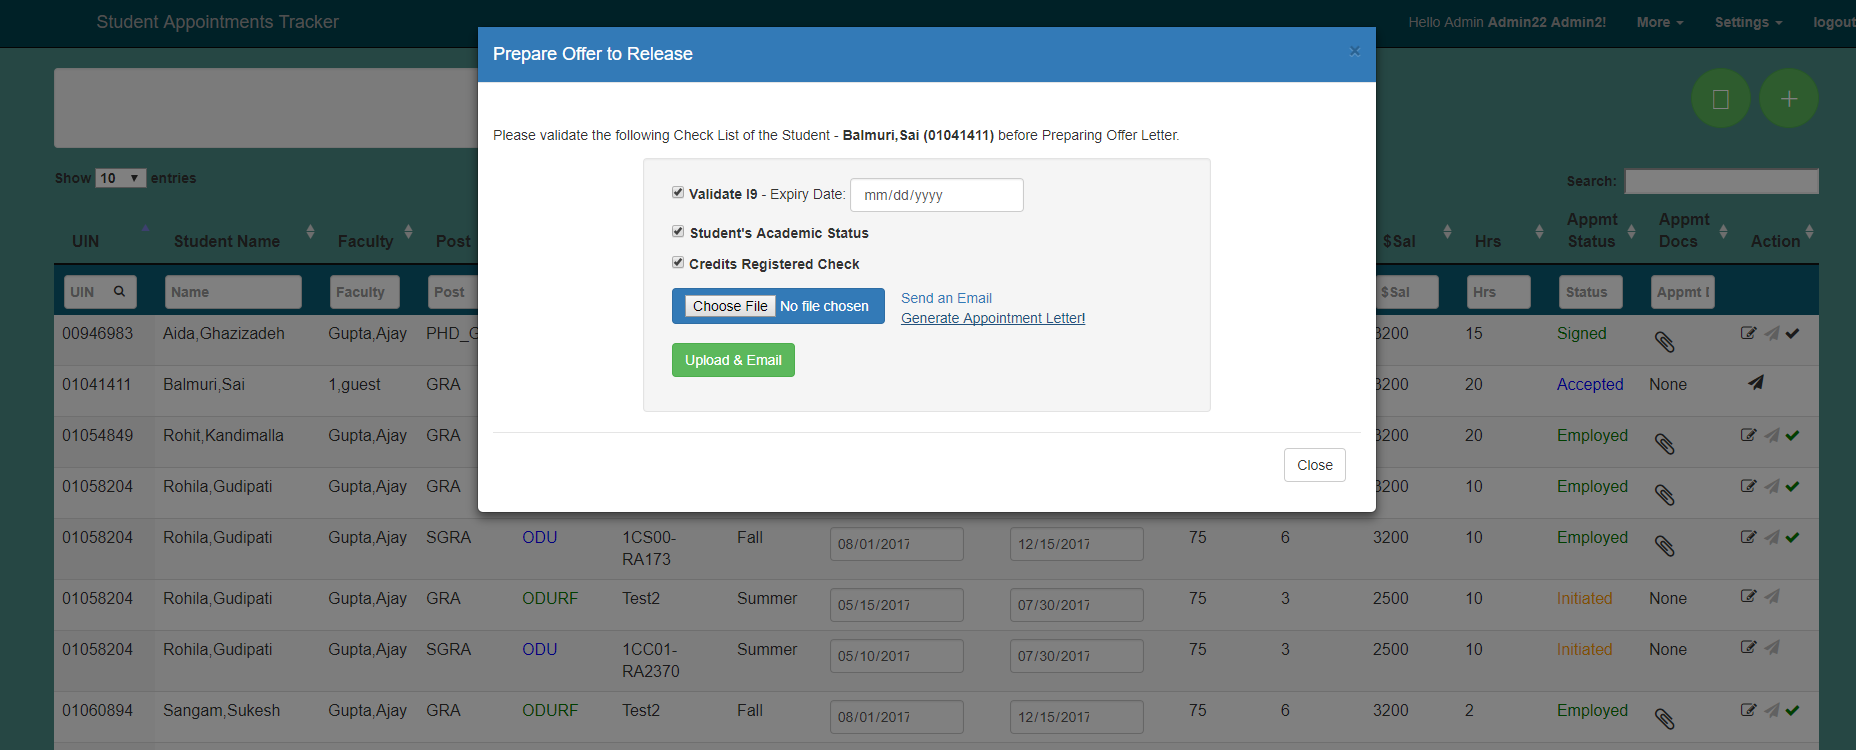 Student Appointments Tracker
Hello Admin Admin22 Admin2! More Settings logout
Prepare Offer to Release ×
Please validate the following Check List of the Student - Balmuri,Sai (01041411) before Preparing Offer Letter.
Validate I9 - Expiry Date: mm/dd/yyyy
Student's Academic Status
Credits Registered Check
Choose File No file chosen
Send an Email
Generate Appointment Letter!
Upload & Email
Close
Show 10 entries
Search:
UIN Student Name Faculty Post $Sal Hrs Appmt Status Appmt Docs Action
UIN Name Faculty Post $Sal Hrs Status Appmt
00946983 Aida,Ghazizadeh Gupta,Ajay PHD_G 3200 15 Signed
01041411 Balmuri,Sai 1,guest GRA 3200 20 Accepted None
01054849 Rohit,Kandimalla Gupta,Ajay GRA 3200 20 Employed
01058204 Rohila,Gudipati Gupta,Ajay GRA 3200 10 Employed
01058204 Rohila,Gudipati Gupta,Ajay SGRA ODU 1CS00-RA173 Fall 08/01/2017 12/15/2017 75 6 3200 10 Employed
01058204 Rohila,Gudipati Gupta,Ajay GRA ODURF Test2 Summer 05/15/2017 07/30/2017 75 3 2500 10 Initiated None
01058204 Rohila,Gudipati Gupta,Ajay SGRA ODU 1CC01-RA2370 Summer 05/10/2017 07/30/2017 75 3 2500 10 Initiated None
01060894 Sangam,Sukesh Gupta,Ajay GRA ODURF Test2 Fall 08/01/2017 12/15/2017 75 6 3200 2 Employed